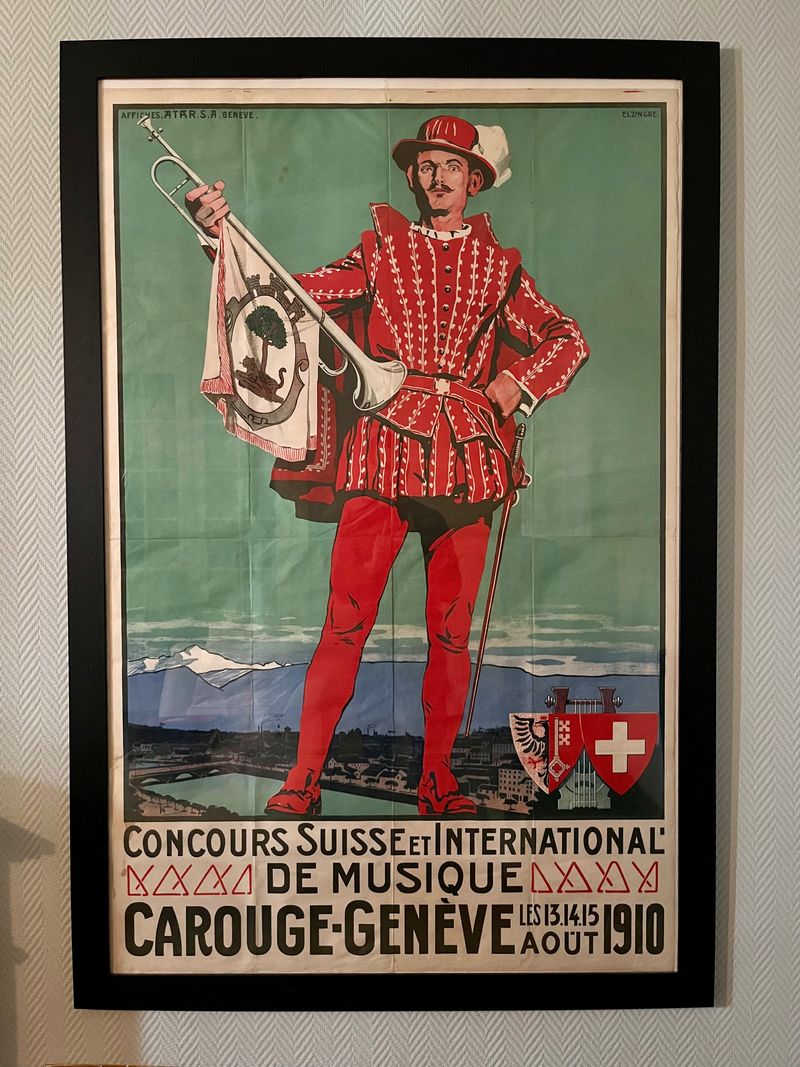 AFFICHES.ATAR.S.A.GENÈVE.
ELZINGRE.
CONCOURS SUISSE ET INTERNATIONAL
DE MUSIQUE
CAROUGE-GENÈVE LES 13.14.15 AOÛT 1910